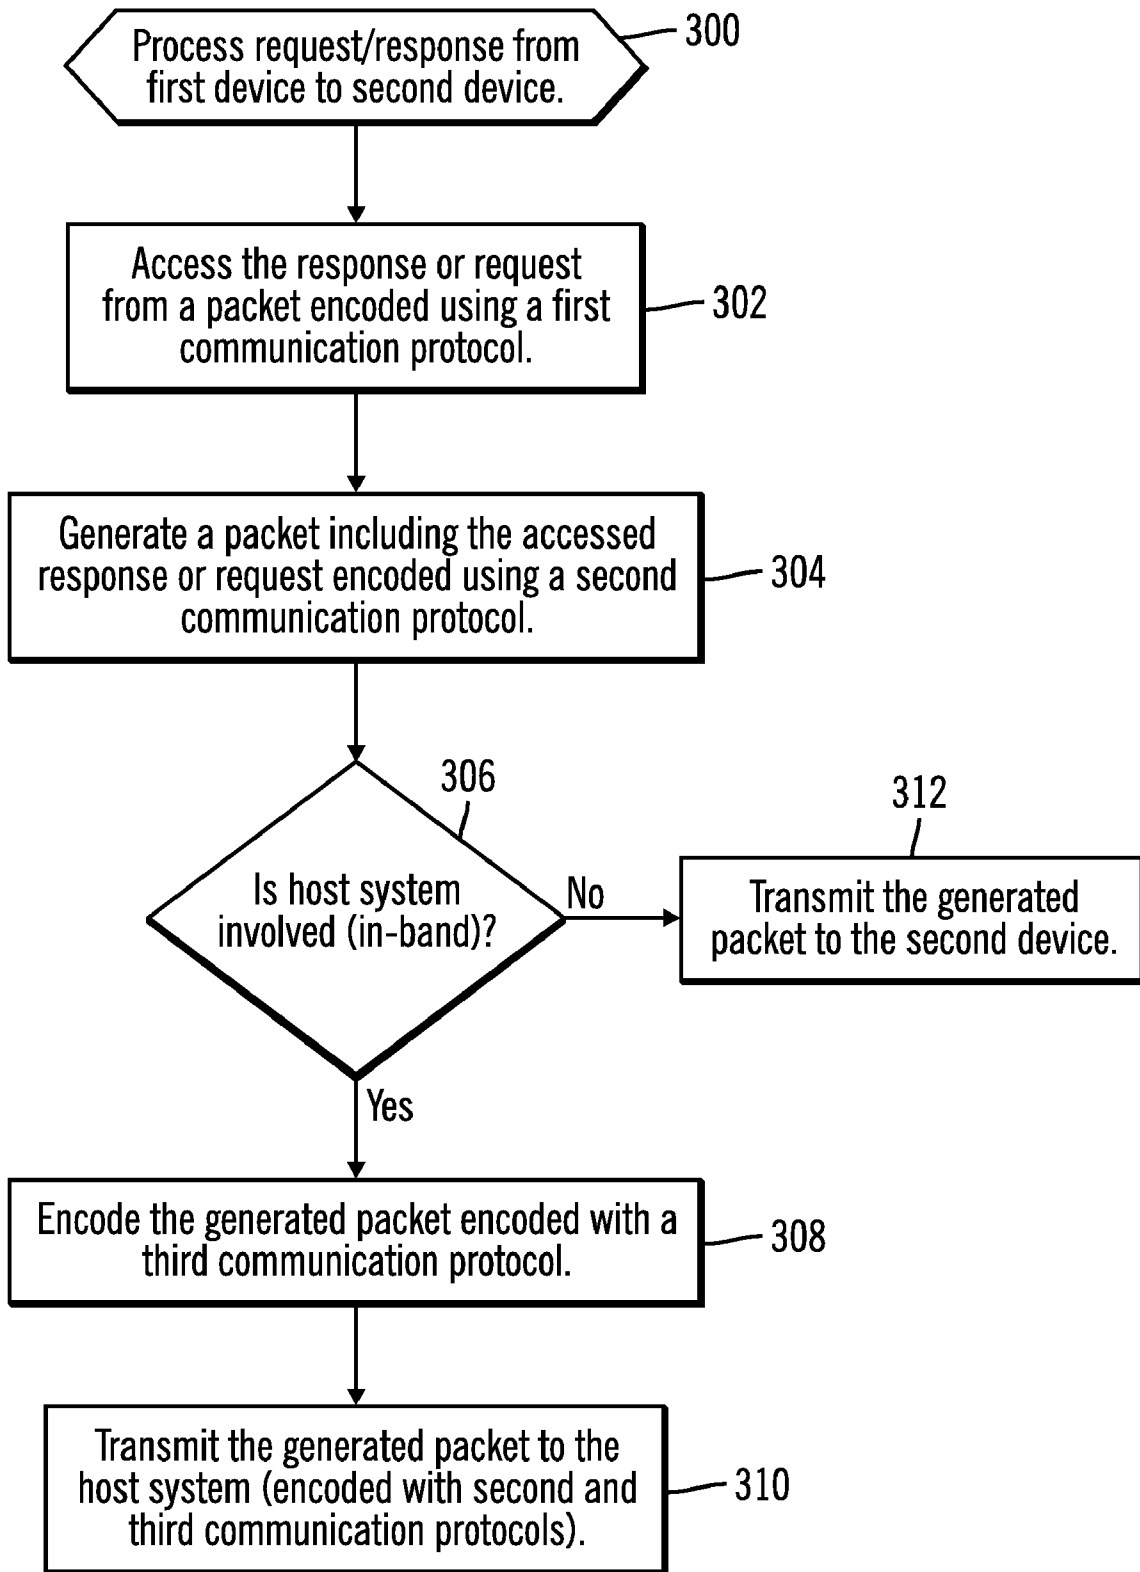 Process request/response from
first device to second device.
300
Access the response or request
from a packet encoded using a first
communication protocol.
302
Generate a packet including the accessed
response or request encoded using a second
communication protocol.
304
306
Is host system
involved (in-band)?
No
312
Transmit the generated
packet to the second device.
Yes
Encode the generated packet encoded with a
third communication protocol.
308
Transmit the generated packet to the
host system (encoded with second and
third communication protocols).
310